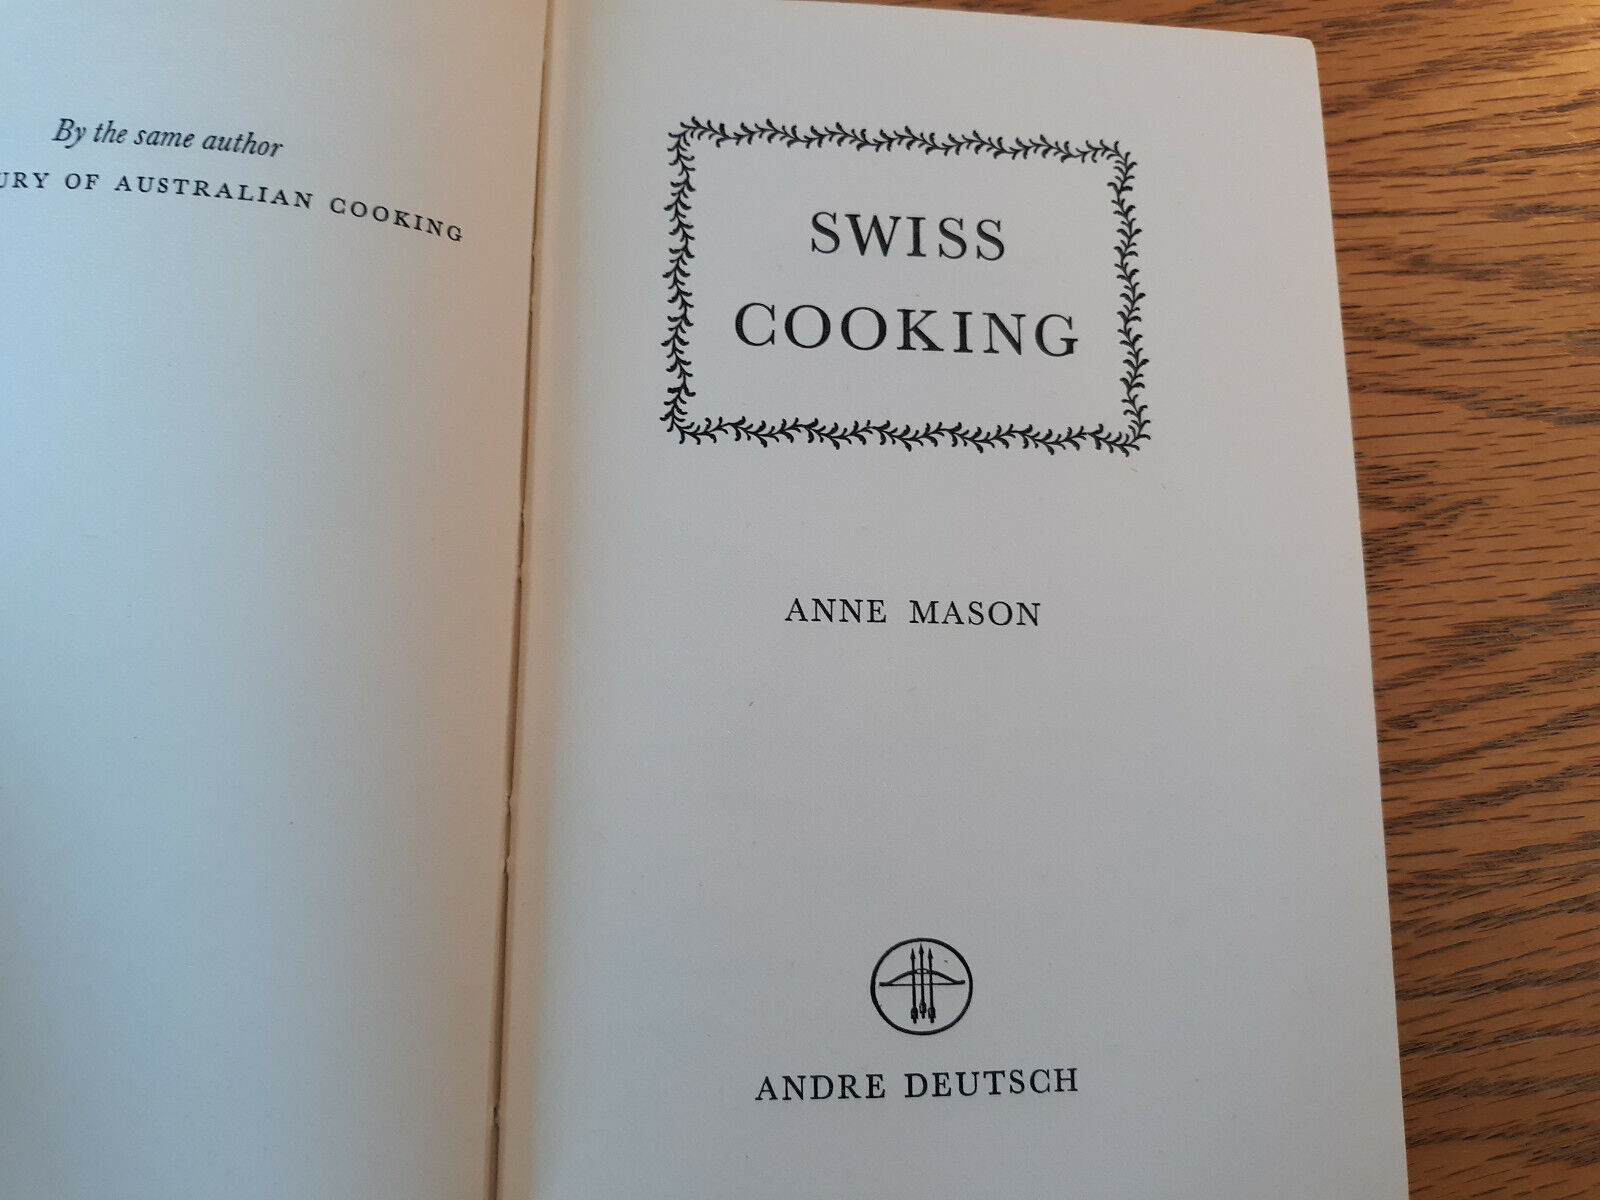 By the same author
URY OF AUSTRALIAN COOKING
SWISS
COOKING
ANNE MASON
ANDRE DEUTSCH